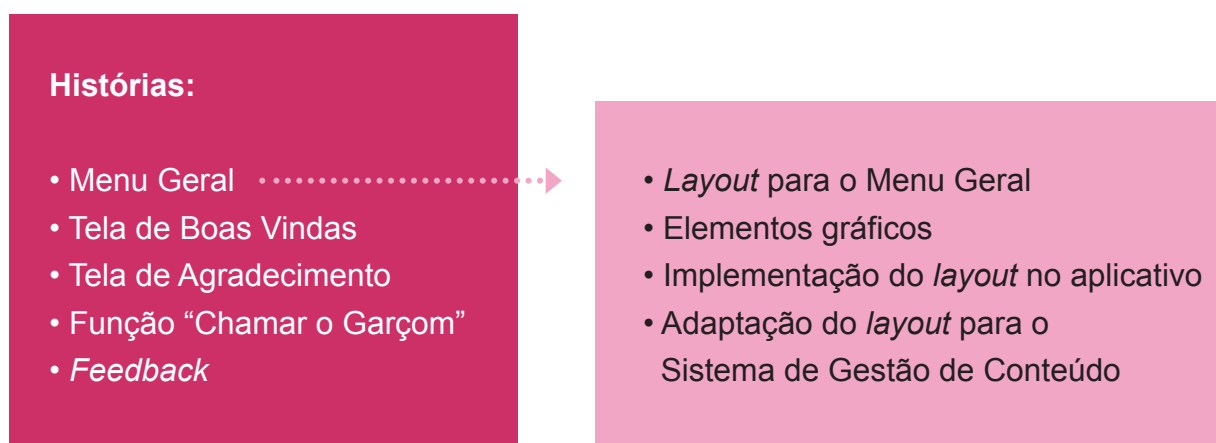 Histórias:
• Menu Geral
• Tela de Boas Vindas
• Tela de Agradecimento
• Função “Chamar o Garçom”
• Feedback
• Layout para o Menu Geral
• Elementos gráficos
• Implementação do layout no aplicativo
• Adaptação do layout para o
Sistema de Gestão de Conteúdo